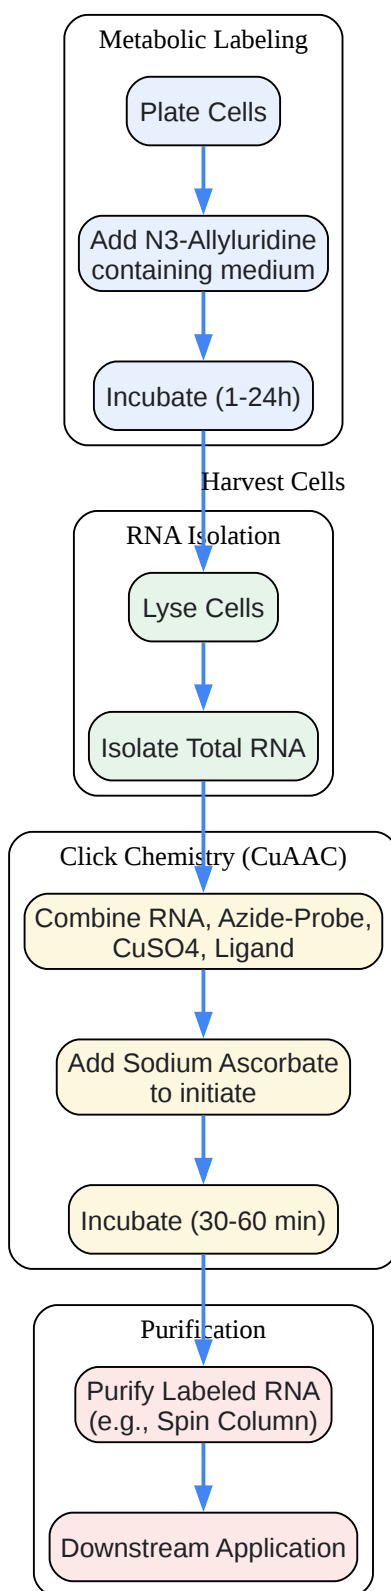 Metabolic Labeling
Plate Cells
Add N3-Allyluridine
containing medium
Incubate (1-24h)
Harvest Cells
RNA Isolation
Lyse Cells
Isolate Total RNA
Click Chemistry (CuAAC)
Combine RNA, Azide-Probe,
CuSO4, Ligand
Add Sodium Ascorbate
to initiate
Incubate (30-60 min)
Purification
Purify Labeled RNA
(e.g., Spin Column)
Downstream Application